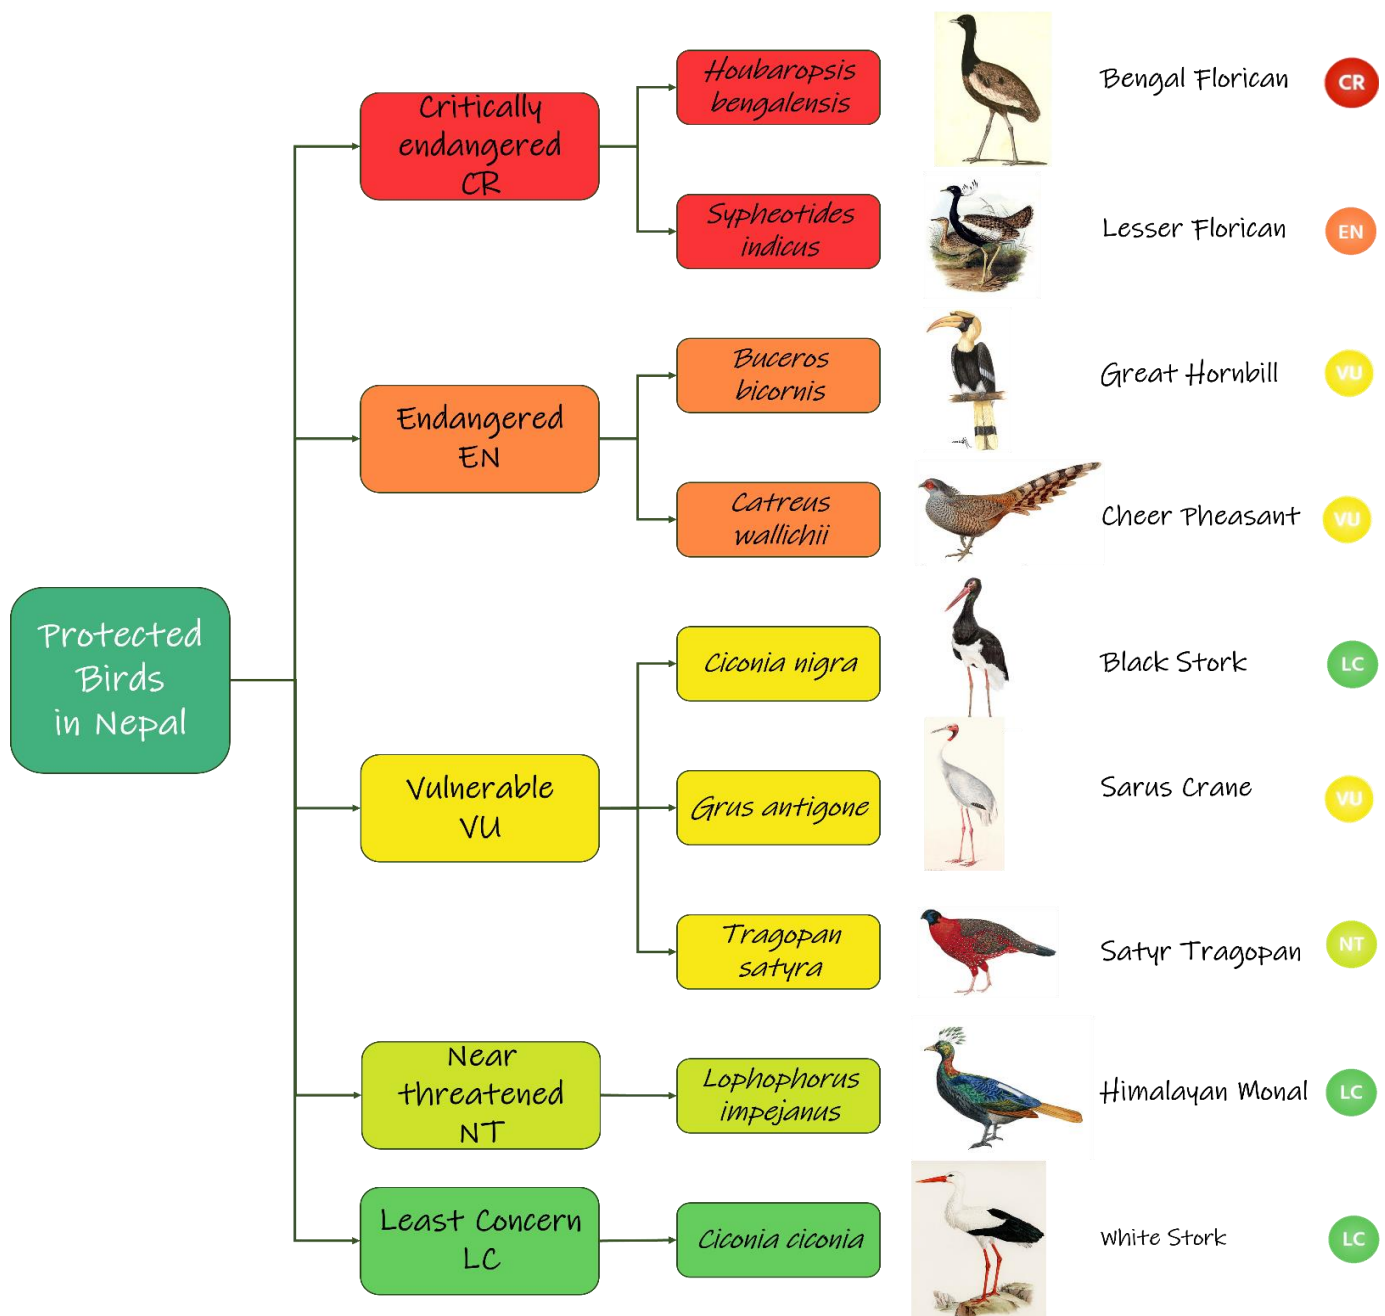 Protected
Birds
in Nepal
Critically
endangered
CR
Houbaropsis
bengalensis
Bengal Florican
CR
Sypheotides
indicus
Lesser Florican
EN
Endangered
EN
Buceros
bicornis
Great Hornbill
VU
Catreus
wallichii
Cheer Pheasant
VU
Vulnerable
VU
Ciconia nigra
Black Stork
LC
Grus antigone
Sarus Crane
VU
Tragopan
satyra
Satyr Tragopan
NT
Near
threatened
NT
Lophophorus
impejanus
Himalayan Monal
LC
Least Concern
LC
Ciconia ciconia
White Stork
LC